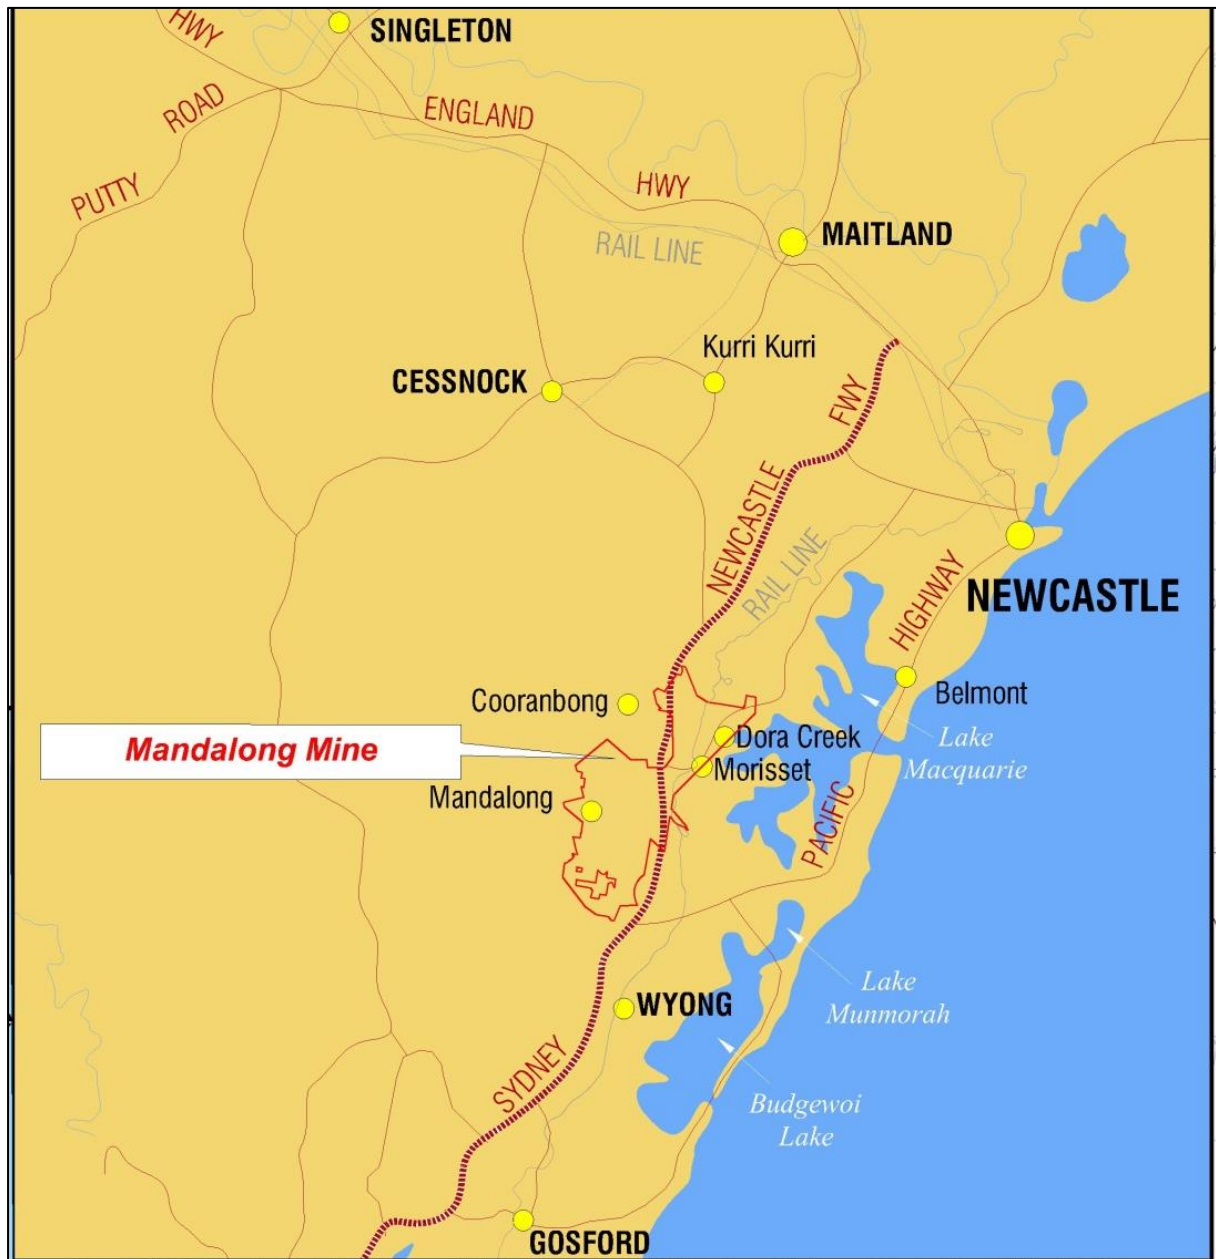 SINGLETON
HWY
ROAD
PUTTY
ENGLAND
HWY
MAITLAND
RAIL LINE
Kurri Kurri
CESSNOCK
FWY
NEWCASTLE
RAIL LINE
HIGHWAY
NEWCASTLE
Cooranbong
Belmont
Mandalong Mine
Dora Creek
Lake
Macquarie
Morisset
Mandalong
PACIFIC
Lake
Munmorah
WYONG
SYDNEY
Budgewoi
Lake
GOSFORD